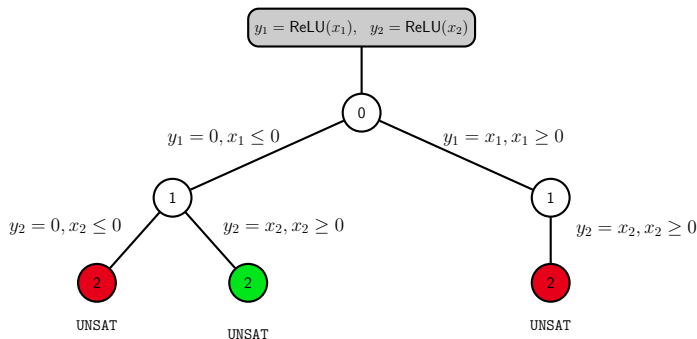 y₁ = ReLU(x₁), y₂ = ReLU(x₂)
0
y₁ = 0, x₁ ≤ 0
y₁ = x₁, x₁ ≥ 0
1
1
y₂ = 0, x₂ ≤ 0
y₂ = x₂, x₂ ≥ 0
y₂ = x₂, x₂ ≥ 0
2
2
2
UNSAT
UNSAT
UNSAT